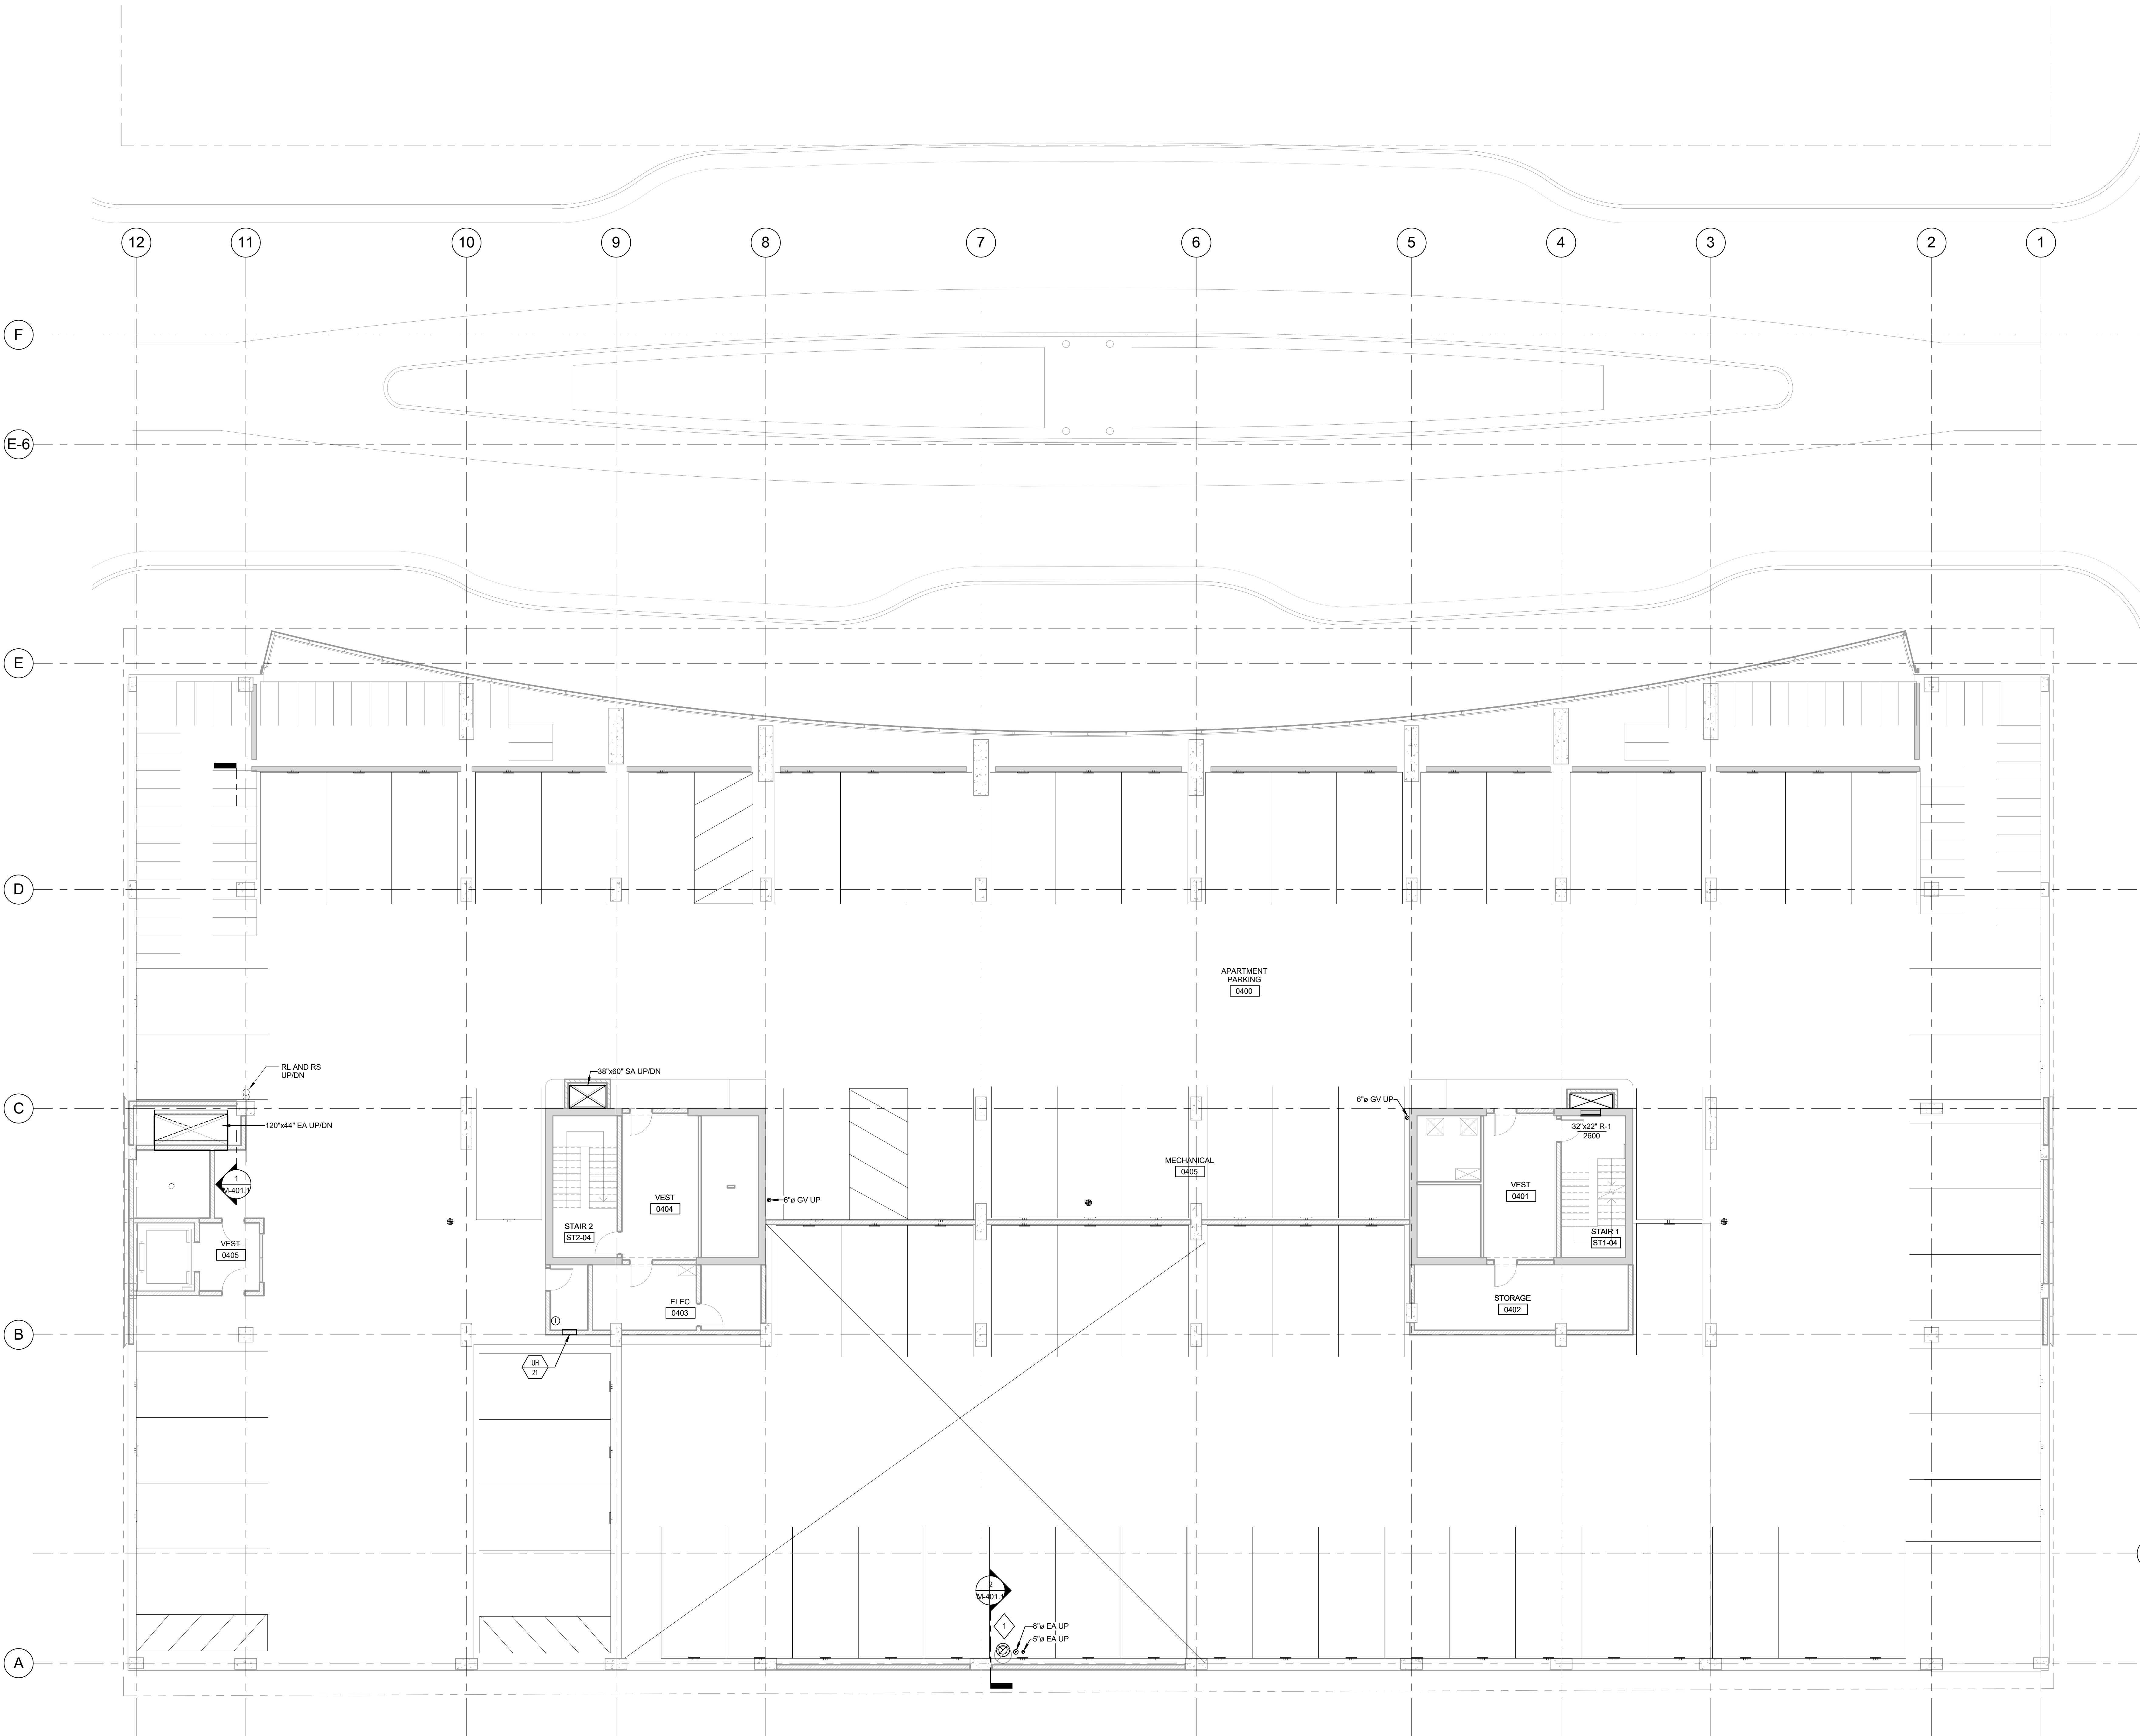 12
11
10
9
8
7
6
5
4
3
2
1
F
E-6
E
D
APARTMENT
PARKING
0400
RL AND RS
UP/DN
38"x60" SA UP/DN
6"ø GV UP
C
120"x44" EA UP/DN
32"x22" R-1
2600
MECHANICAL
0405
1
M-401.1
VEST
0404
6"ø GV UP
VEST
0401
STAIR 2
ST2-04
STAIR 1
ST1-04
VEST
0405
ELEC
0403
STORAGE
0402
T
B
UH
21
2
M-401.1
1
8"ø EA UP
5"ø EA UP
A